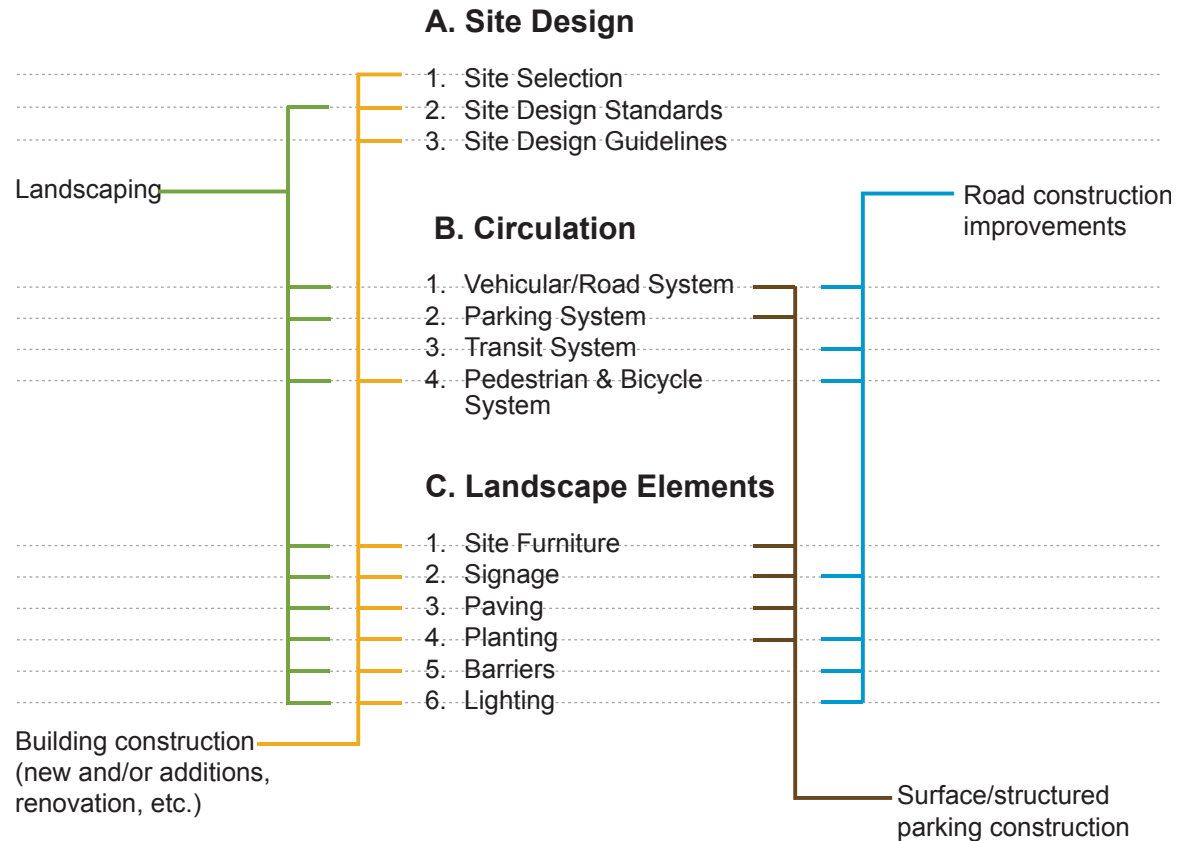 A. Site Design
1. Site Selection
2. Site Design Standards
3. Site Design Guidelines
Landscaping
Road construction
improvements
B. Circulation
1. Vehicular/Road System
2. Parking System
3. Transit System
4. Pedestrian & Bicycle
System
C. Landscape Elements
1. Site Furniture
2. Signage
3. Paving
4. Planting
5. Barriers
6. Lighting
Building construction
(new and/or additions,
renovation, etc.)
Surface/structured
parking construction